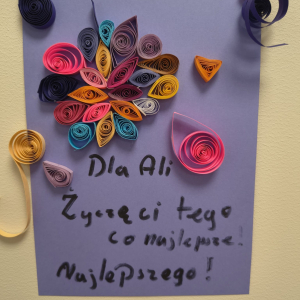 Dla Ali
Życzę ci tego
co najlepsze!
Najlepszego!